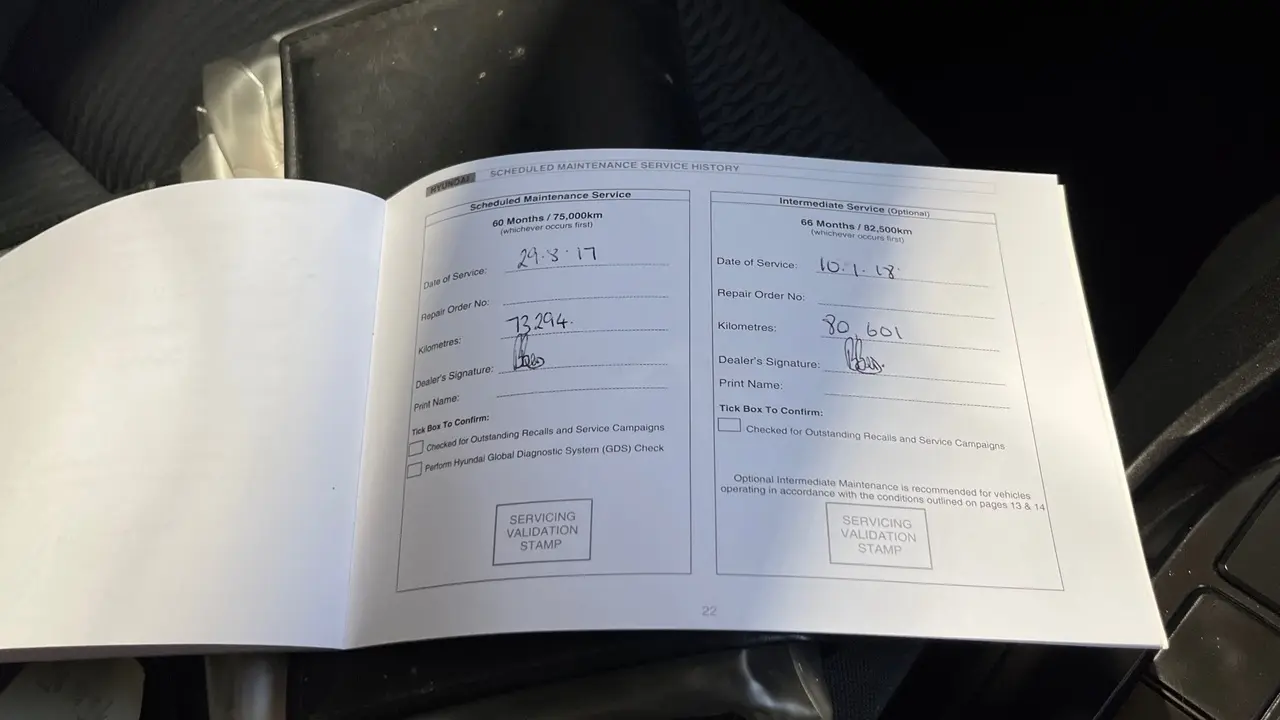 HYUNDAI SCHEDULED MAINTENANCE SERVICE HISTORY
Scheduled Maintenance Service
60 Months / 75,000km
(whichever occurs first)
Date of Service: 29.8.17
Repair Order No:
Kilometres: 73294.
Dealer's Signature:
Print Name:
Tick Box To Confirm:
Checked for Outstanding Recalls and Service Campaigns
Perform Hyundai Global Diagnostic System (GDS) Check
SERVICING
VALIDATION
STAMP
Intermediate Service (Optional)
66 Months / 82,500km
(whichever occurs first)
Date of Service: 10.1.18
Repair Order No:
Kilometres: 80,601
Dealer's Signature:
Print Name:
Tick Box To Confirm:
Checked for Outstanding Recalls and Service Campaigns
Optional Intermediate Maintenance is recommended for vehicles
operating in accordance with the conditions outlined on pages 13 & 14
SERVICING
VALIDATION
STAMP
22